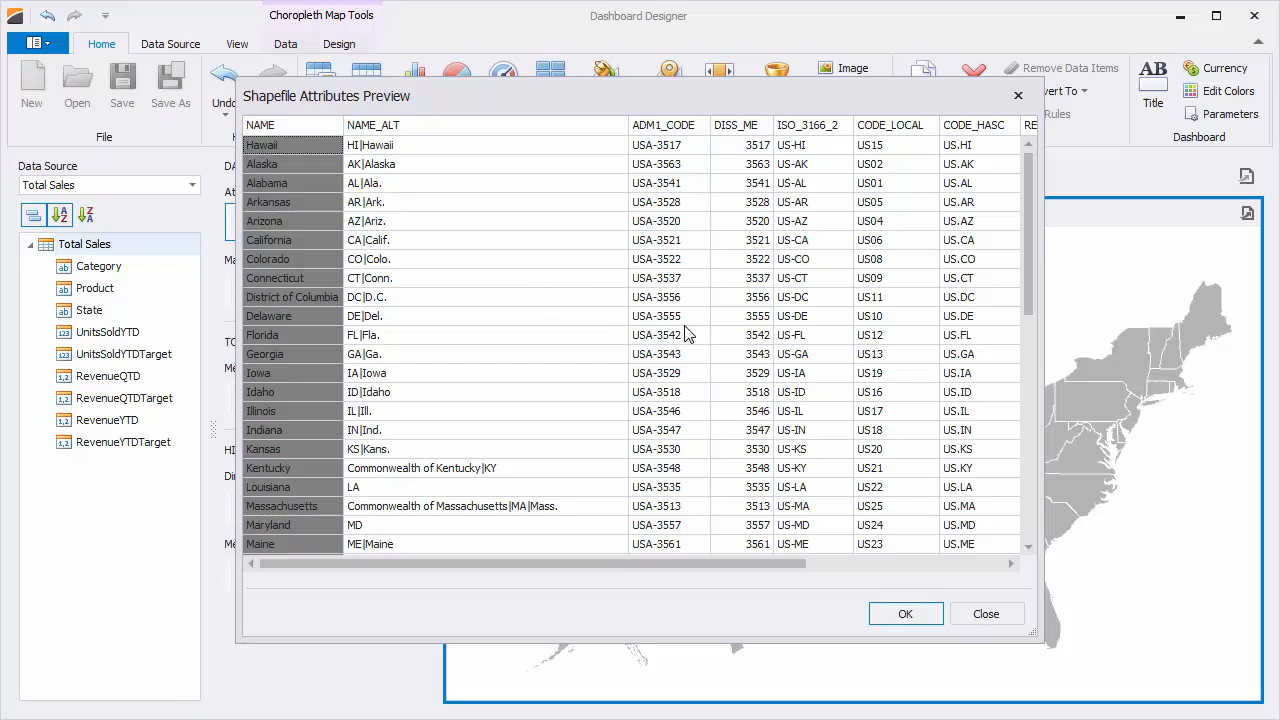 Choropleth Map Tools
Dashboard Designer
Home
Data Source
View
Data
Design
New
Open
Save
Save As
Undo
File
Image
Remove Data Items
vert To
Rules
Title
Currency
Edit Colors
Parameters
Dashboard
Data Source
Total Sales
Total Sales
Category
Product
State
UnitsSoldYTD
UnitsSoldYTDTarget
RevenueQTD
RevenueQTDTarget
RevenueYTD
RevenueYTDTarget
Shapefile Attributes Preview
NAME NAME_ALT ADM1_CODE DISS_ME ISO_3166_2 CODE_LOCAL CODE_HASC RE
Hawaii HI|Hawaii USA-3517 3517 US-HI US15 US.HI
Alaska AK|Alaska USA-3563 3563 US-AK US02 US.AK
Alabama AL|Ala. USA-3541 3541 US-AL US01 US.AL
Arkansas AR|Ark. USA-3528 3528 US-AR US05 US.AR
Arizona AZ|Ariz. USA-3520 3520 US-AZ US04 US.AZ
California CA|Calif. USA-3521 3521 US-CA US06 US.CA
Colorado CO|Colo. USA-3522 3522 US-CO US08 US.CO
Connecticut CT|Conn. USA-3537 3537 US-CT US09 US.CT
District of Columbia DC|D.C. USA-3556 3556 US-DC US11 US.DC
Delaware DE|Del. USA-3555 3555 US-DE US10 US.DE
Florida FL|Fla. USA-3542 3542 US-FL US12 US.FL
Georgia GA|Ga. USA-3543 3543 US-GA US13 US.GA
Iowa IA|Iowa USA-3529 3529 US-IA US19 US.IA
Idaho ID|Idaho USA-3518 3518 US-ID US16 US.ID
Illinois IL|Ill. USA-3546 3546 US-IL US17 US.IL
Indiana IN|Ind. USA-3547 3547 US-IN US18 US.IN
Kansas KS|Kans. USA-3530 3530 US-KS US20 US.KS
Kentucky Commonwealth of Kentucky|KY USA-3548 3548 US-KY US21 US.KY
Louisiana LA USA-3535 3535 US-LA US22 US.LA
Massachusetts Commonwealth of Massachusetts|MA|Mass. USA-3513 3513 US-MA US25 US.MA
Maryland MD USA-3557 3557 US-MD US24 US.MD
Maine ME|Maine USA-3561 3561 US-ME US23 US.ME
OK
Close